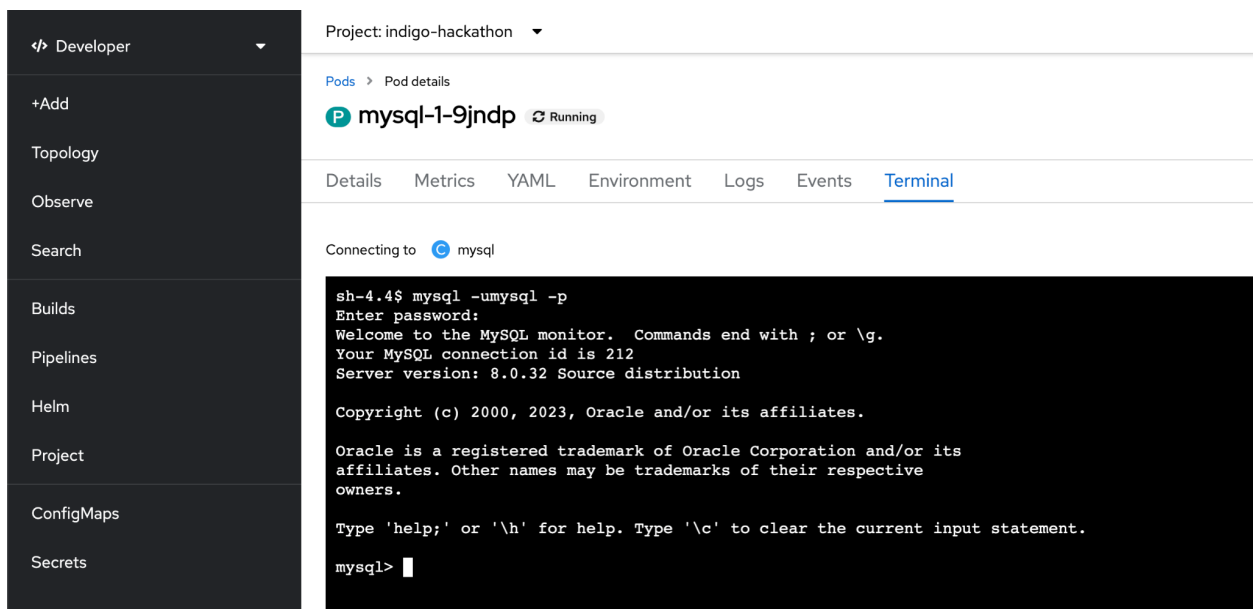 </> Developer
+Add
Topology
Observe
Search
Builds
Pipelines
Helm
Project
ConfigMaps
Secrets
Project: indigo-hackathon
Pods > Pod details
P mysql-1-9jndp Running
Details Metrics YAML Environment Logs Events Terminal
Connecting to C mysql
sh-4.4$ mysql -umysql -p
Enter password:
Welcome to the MySQL monitor.  Commands end with ; or \g.
Your MySQL connection id is 212
Server version: 8.0.32 Source distribution
Copyright (c) 2000, 2023, Oracle and/or its affiliates.
Oracle is a registered trademark of Oracle Corporation and/or its
affiliates. Other names may be trademarks of their respective
owners.
Type 'help;' or '\h' for help. Type '\c' to clear the current input statement.
mysql>